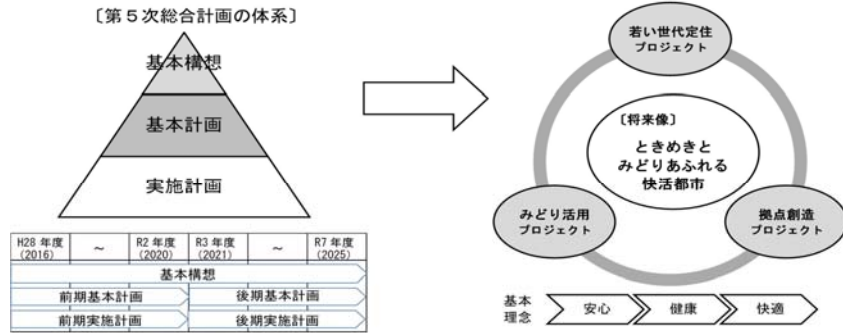 〔第５次総合計画の体系〕
基本構想
基本計画
実施計画
H28 年度
(2016)
～
R2 年度
(2020)
R3 年度
(2021)
～
R7 年度
(2025)
基本構想
前期基本計画
後期基本計画
前期実施計画
後期実施計画
若い世代定住
プロジェクト
〔将来像〕
ときめきと
みどりあふれる
快活都市
みどり活用
プロジェクト
拠点創造
プロジェクト
基本
理念
安心
健康
快適